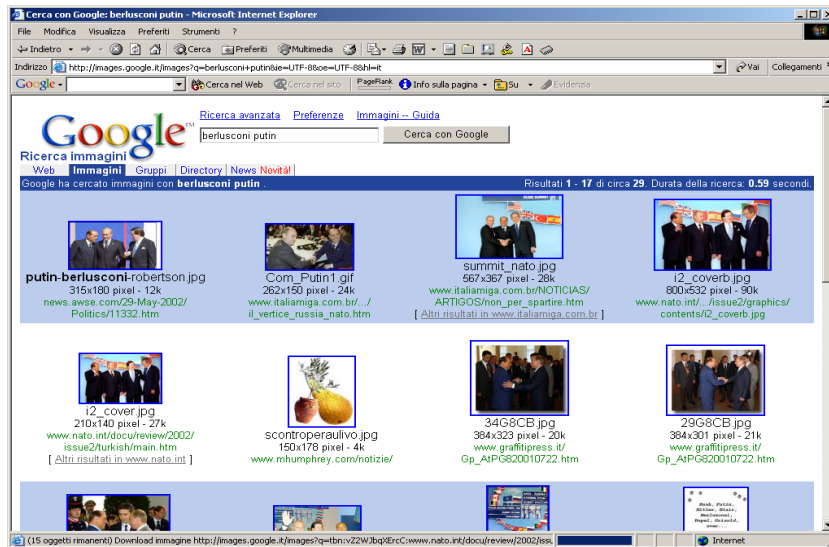 Cerca con Google: berlusconi putin - Microsoft Internet Explorer
File Modifica Visualizza Preferiti Strumenti ?
Indietro Cerca Preferiti Multimedia
Indirizzo http://images.google.it/images?q=berlusconi+putin&ie=UTF-8&oe=UTF-8&hl=it Vai Collegamenti »
Google Cerca nel Web Cerca nel sito PageRank Info sulla pagina Su Evidenzia
Ricerca avanzata Preferenze Immagini -- Guida
Google™
berlusconi putin Cerca con Google
Ricerca immagini
Web Immagini Gruppi Directory News Novità!
Google ha cercato immagini con berlusconi putin . Risultati 1 - 17 di circa 29. Durata della ricerca: 0.59 secondi.
putin-berlusconi-robertson.jpg
315x180 pixel - 12k
news.awse.com/29-May-2002/
Politics/11332.htm
Com_Putin1.gif
262x150 pixel - 24k
www.italiamiga.com.br/.../
il_vertice_russia_nato.htm
summit_nato.jpg
567x367 pixel - 28k
www.italiamiga.com.br/NOTICIAS/
ARTIGOS/non_per_spartire.htm
[ Altri risultati in www.italiamiga.com.br ]
i2_coverb.jpg
800x532 pixel - 90k
www.nato.int/.../issue2/graphics/
contents/i2_coverb.jpg
i2_cover.jpg
210x140 pixel - 27k
www.nato.int/docu/review/2002/
issue2/turkish/main.htm
[ Altri risultati in www.nato.int ]
scontroperaulivo.jpg
150x178 pixel - 4k
www.mhumphrey.com/notizie/
34G8CB.jpg
384x323 pixel - 20k
www.graffitipress.it/
Gp_AtPG820010722.htm
29G8CB.jpg
384x301 pixel - 21k
www.graffitipress.it/
Gp_AtPG820010722.htm
Bush, Putin,
Hitler, Blair,
Berlusconi,
(15 oggetti rimanenti) Download immagine http://images.google.it/images?q=tbn:vZ2WJbqXErcC:www.nato.int/docu/review/2002/issu Internet